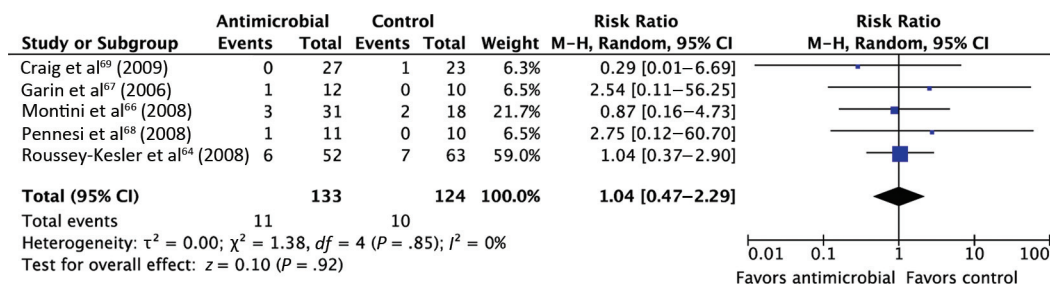 Antimicrobial Control Risk Ratio Risk Ratio
Study or Subgroup Events Total Events Total Weight M–H, Random, 95% CI M–H, Random, 95% CI
Craig et al⁶⁹ (2009) 0 27 1 23 6.3% 0.29 [0.01–6.69]
Garin et al⁶⁷ (2006) 1 12 0 10 6.5% 2.54 [0.11–56.25]
Montini et al⁶⁶ (2008) 3 31 2 18 21.7% 0.87 [0.16–4.73]
Pennesi et al⁶⁸ (2008) 1 11 0 10 6.5% 2.75 [0.12–60.70]
Roussey-Kesler et al⁶⁴ (2008) 6 52 7 63 59.0% 1.04 [0.37–2.90]
Total (95% CI) 133 124 100.0% 1.04 [0.47–2.29]
Total events 11 10
Heterogeneity: τ² = 0.00; χ² = 1.38, df = 4 (P = .85); I² = 0%
Test for overall effect: z = 0.10 (P = .92)
0.01 0.1 1 10 100
Favors antimicrobial Favors control